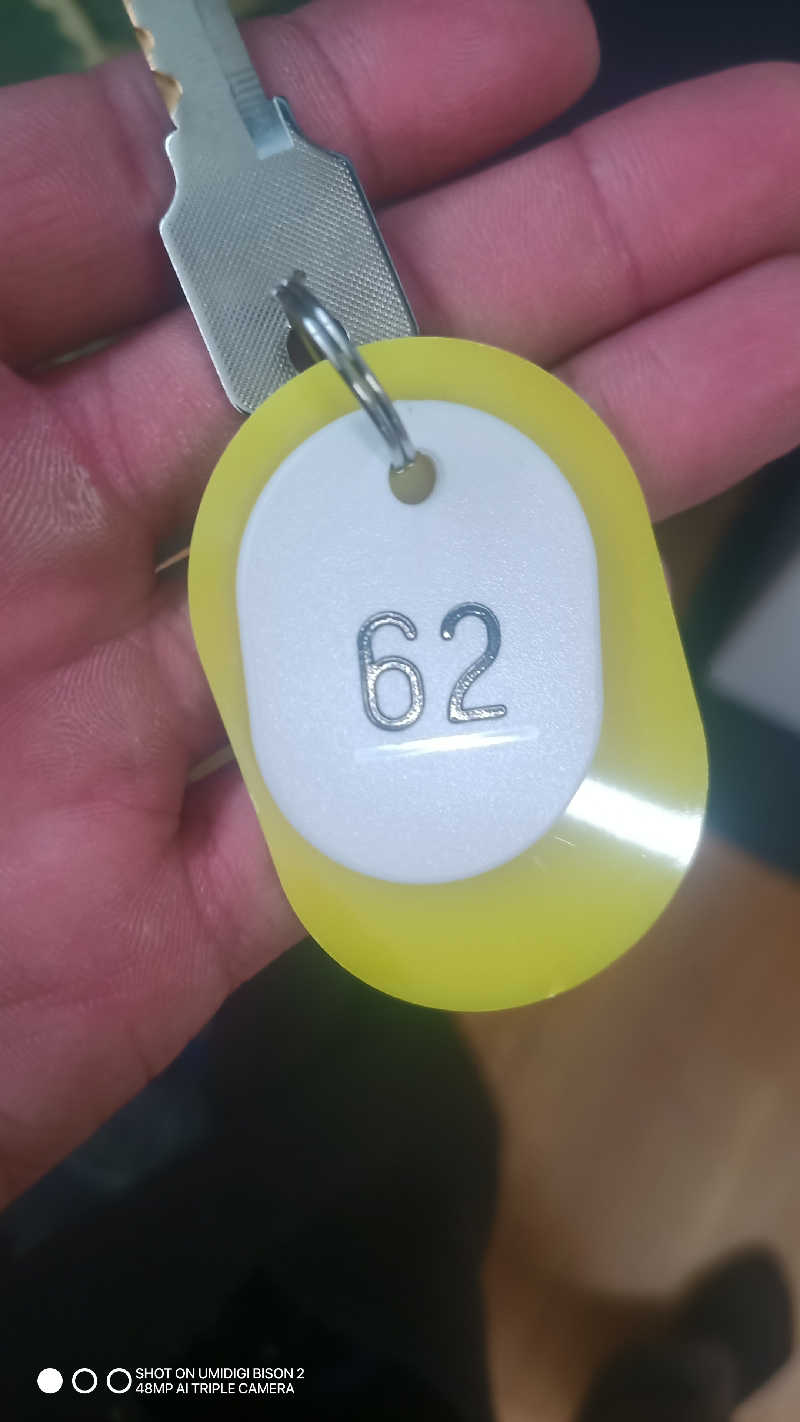 62
SHOT ON UMIDIGI BISON 2
48MP AI TRIPLE CAMERA